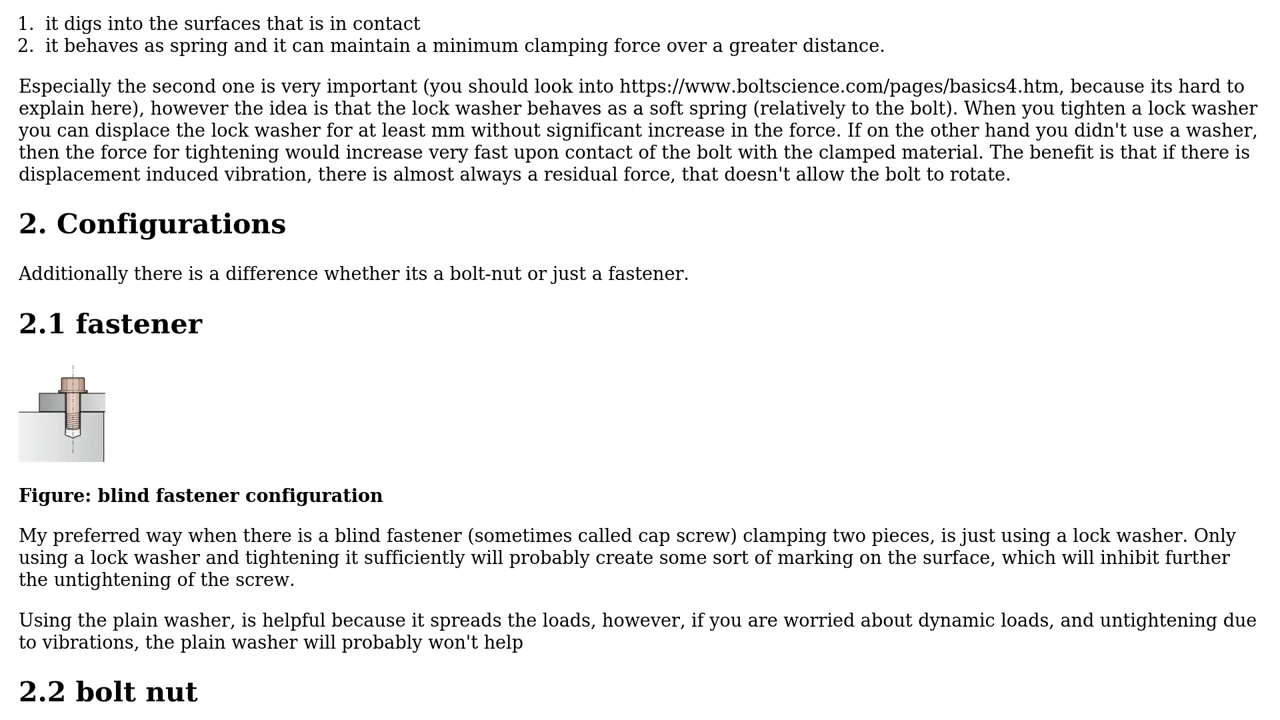 1. it digs into the surfaces that is in contact
2. it behaves as spring and it can maintain a minimum clamping force over a greater distance.
Especially the second one is very important (you should look into https://www.boltscience.com/pages/basics4.htm, because its hard to
explain here), however the idea is that the lock washer behaves as a soft spring (relatively to the bolt). When you tighten a lock washer
you can displace the lock washer for at least mm without significant increase in the force. If on the other hand you didn't use a washer,
then the force for tightening would increase very fast upon contact of the bolt with the clamped material. The benefit is that if there is
displacement induced vibration, there is almost always a residual force, that doesn't allow the bolt to rotate.
2. Configurations
Additionally there is a difference whether its a bolt-nut or just a fastener.
2.1 fastener
Figure: blind fastener configuration
My preferred way when there is a blind fastener (sometimes called cap screw) clamping two pieces, is just using a lock washer. Only
using a lock washer and tightening it sufficiently will probably create some sort of marking on the surface, which will inhibit further
the untightening of the screw.
Using the plain washer, is helpful because it spreads the loads, however, if you are worried about dynamic loads, and untightening due
to vibrations, the plain washer will probably won't help
2.2 bolt nut